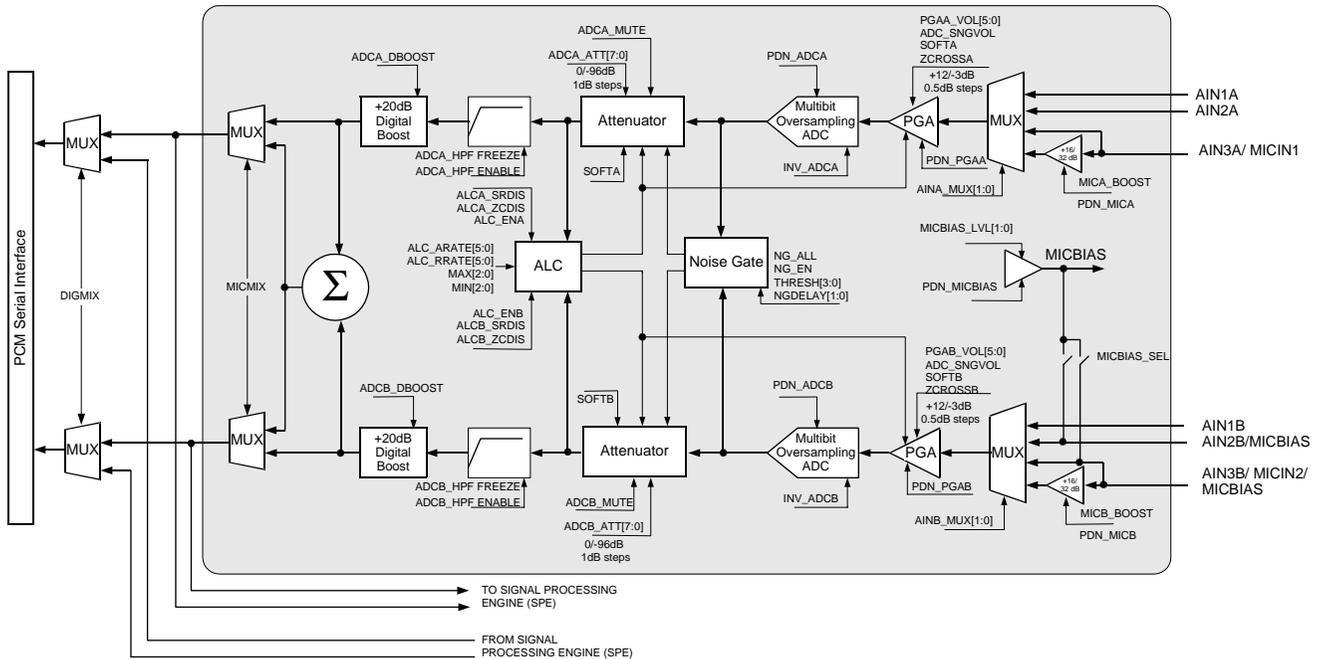 PCM Serial Interface
MUX
DIGMIX
MUX
MUX
MICMIX
MUX
Σ
ADCA_DBOOST
+20dB
Digital
Boost
ADCA_HPF FREEZE
ADCA_HPF_ENABLE
ADCA_MUTE
ADCA_ATT[7:0]
0/-96dB
1dB steps
Attenuator
SOFTA
PDN_ADCA
Multibit
Oversampling
ADC
INV_ADCA
PGAA_VOL[5:0]
ADC_SNGVOL
SOFTA
ZCROSSA
+12/-3dB
0.5dB steps
PGA
PDN_PGAA
MUX
AINA_MUX[1:0]
AIN1A
AIN2A
AIN3A/ MICIN1
+16/
32 dB
MICA_BOOST
PDN_MICA
ALCA_SRDIS
ALCA_ZCDIS
ALC_ENA
ALC_ARATE[5:0]
ALC_RRATE[5:0]
MAX[2:0]
MIN[2:0]
ALC
ALC_ENB
ALCB_SRDIS
ALCB_ZCDIS
Noise Gate
NG_ALL
NG_EN
THRESH[3:0]
NGDELAY[1:0]
MICBIAS_LVL[1:0]
MICBIAS
PDN_MICBIAS
MICBIAS_SEL
ADCB_DBOOST
+20dB
Digital
Boost
ADCB_HPF FREEZE
ADCB_HPF_ENABLE
SOFTB
Attenuator
ADCB_MUTE
ADCB_ATT[7:0]
0/-96dB
1dB steps
PDN_ADCB
Multibit
Oversampling
ADC
INV_ADCB
PGAB_VOL[5:0]
ADC_SNGVOL
SOFTB
ZCROSSB
+12/-3dB
0.5dB steps
PGA
PDN_PGAB
MUX
AINB_MUX[1:0]
AIN1B
AIN2B/MICBIAS
AIN3B/ MICIN2/
MICBIAS
+16/
32 dB
MICB_BOOST
PDN_MICB
TO SIGNAL PROCESSING
ENGINE (SPE)
FROM SIGNAL
PROCESSING ENGINE (SPE)